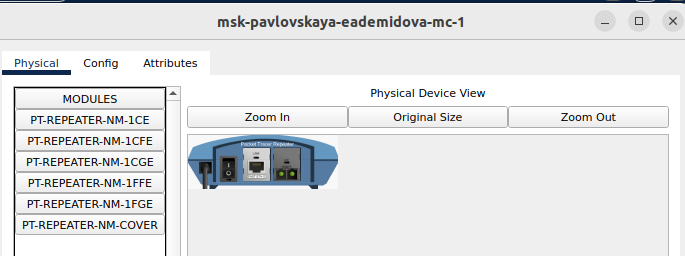 msk-pavlovskaya-eademidova-mc-1
Physical Config Attributes
MODULES
PT-REPEATER-NM-1CE
PT-REPEATER-NM-1CFE
PT-REPEATER-NM-1CGE
PT-REPEATER-NM-1FFE
PT-REPEATER-NM-1FGE
PT-REPEATER-NM-COVER
Physical Device View
Zoom In Original Size Zoom Out
Packet Tracer Repeater